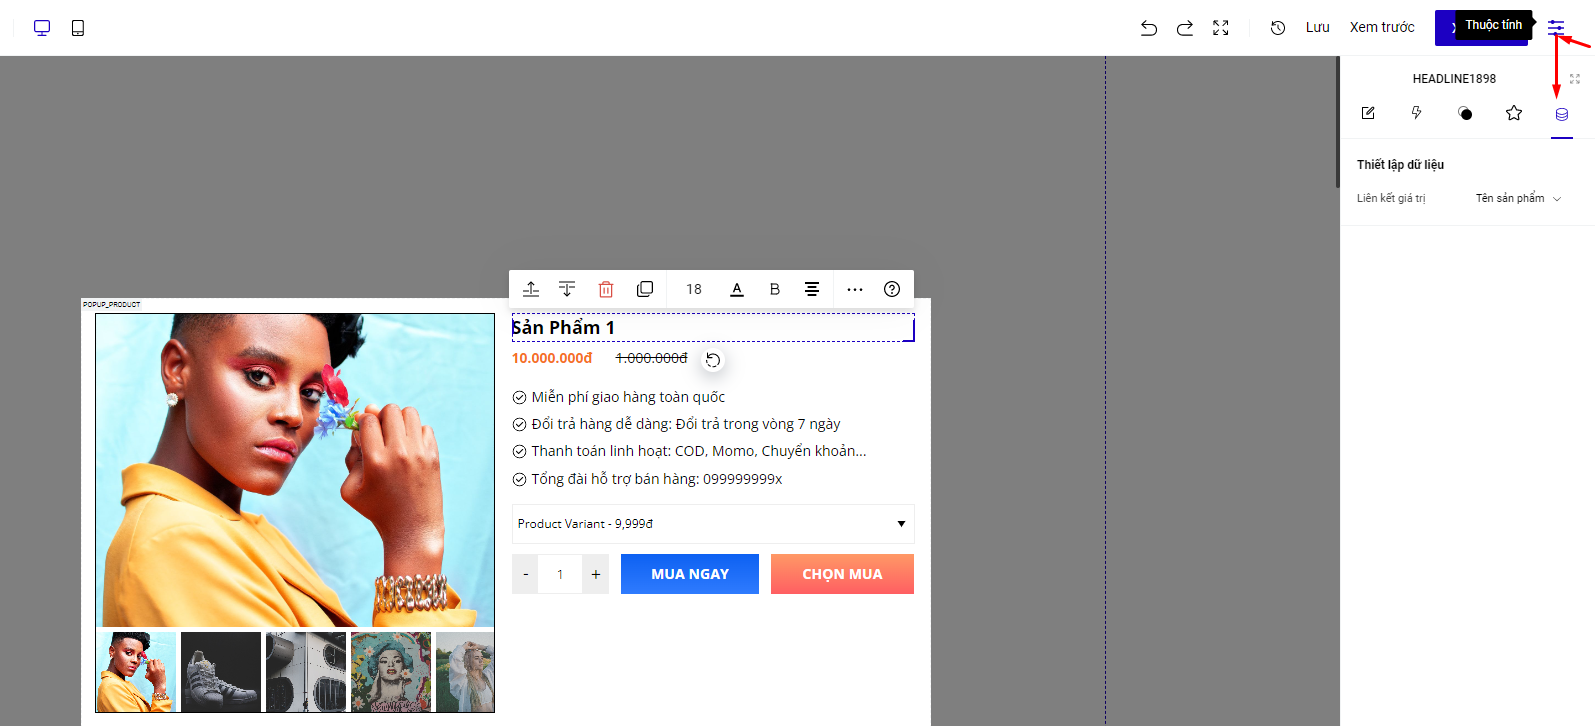 Lưu
Xem trước
X
Thuộc tính
HEADLINE1898
Thiết lập dữ liệu
Liên kết giá trị
Tên sản phẩm
POPUP_PRODUCT
18
A
B
Sản Phẩm 1
10.000.000đ 1.000.000đ
Miễn phí giao hàng toàn quốc
Đổi trả hàng dễ dàng: Đổi trả trong vòng 7 ngày
Thanh toán linh hoạt: COD, Momo, Chuyển khoản...
Tổng đài hỗ trợ bán hàng: 099999999x
Product Variant - 9,999đ
- 1 +
MUA NGAY
CHỌN MUA